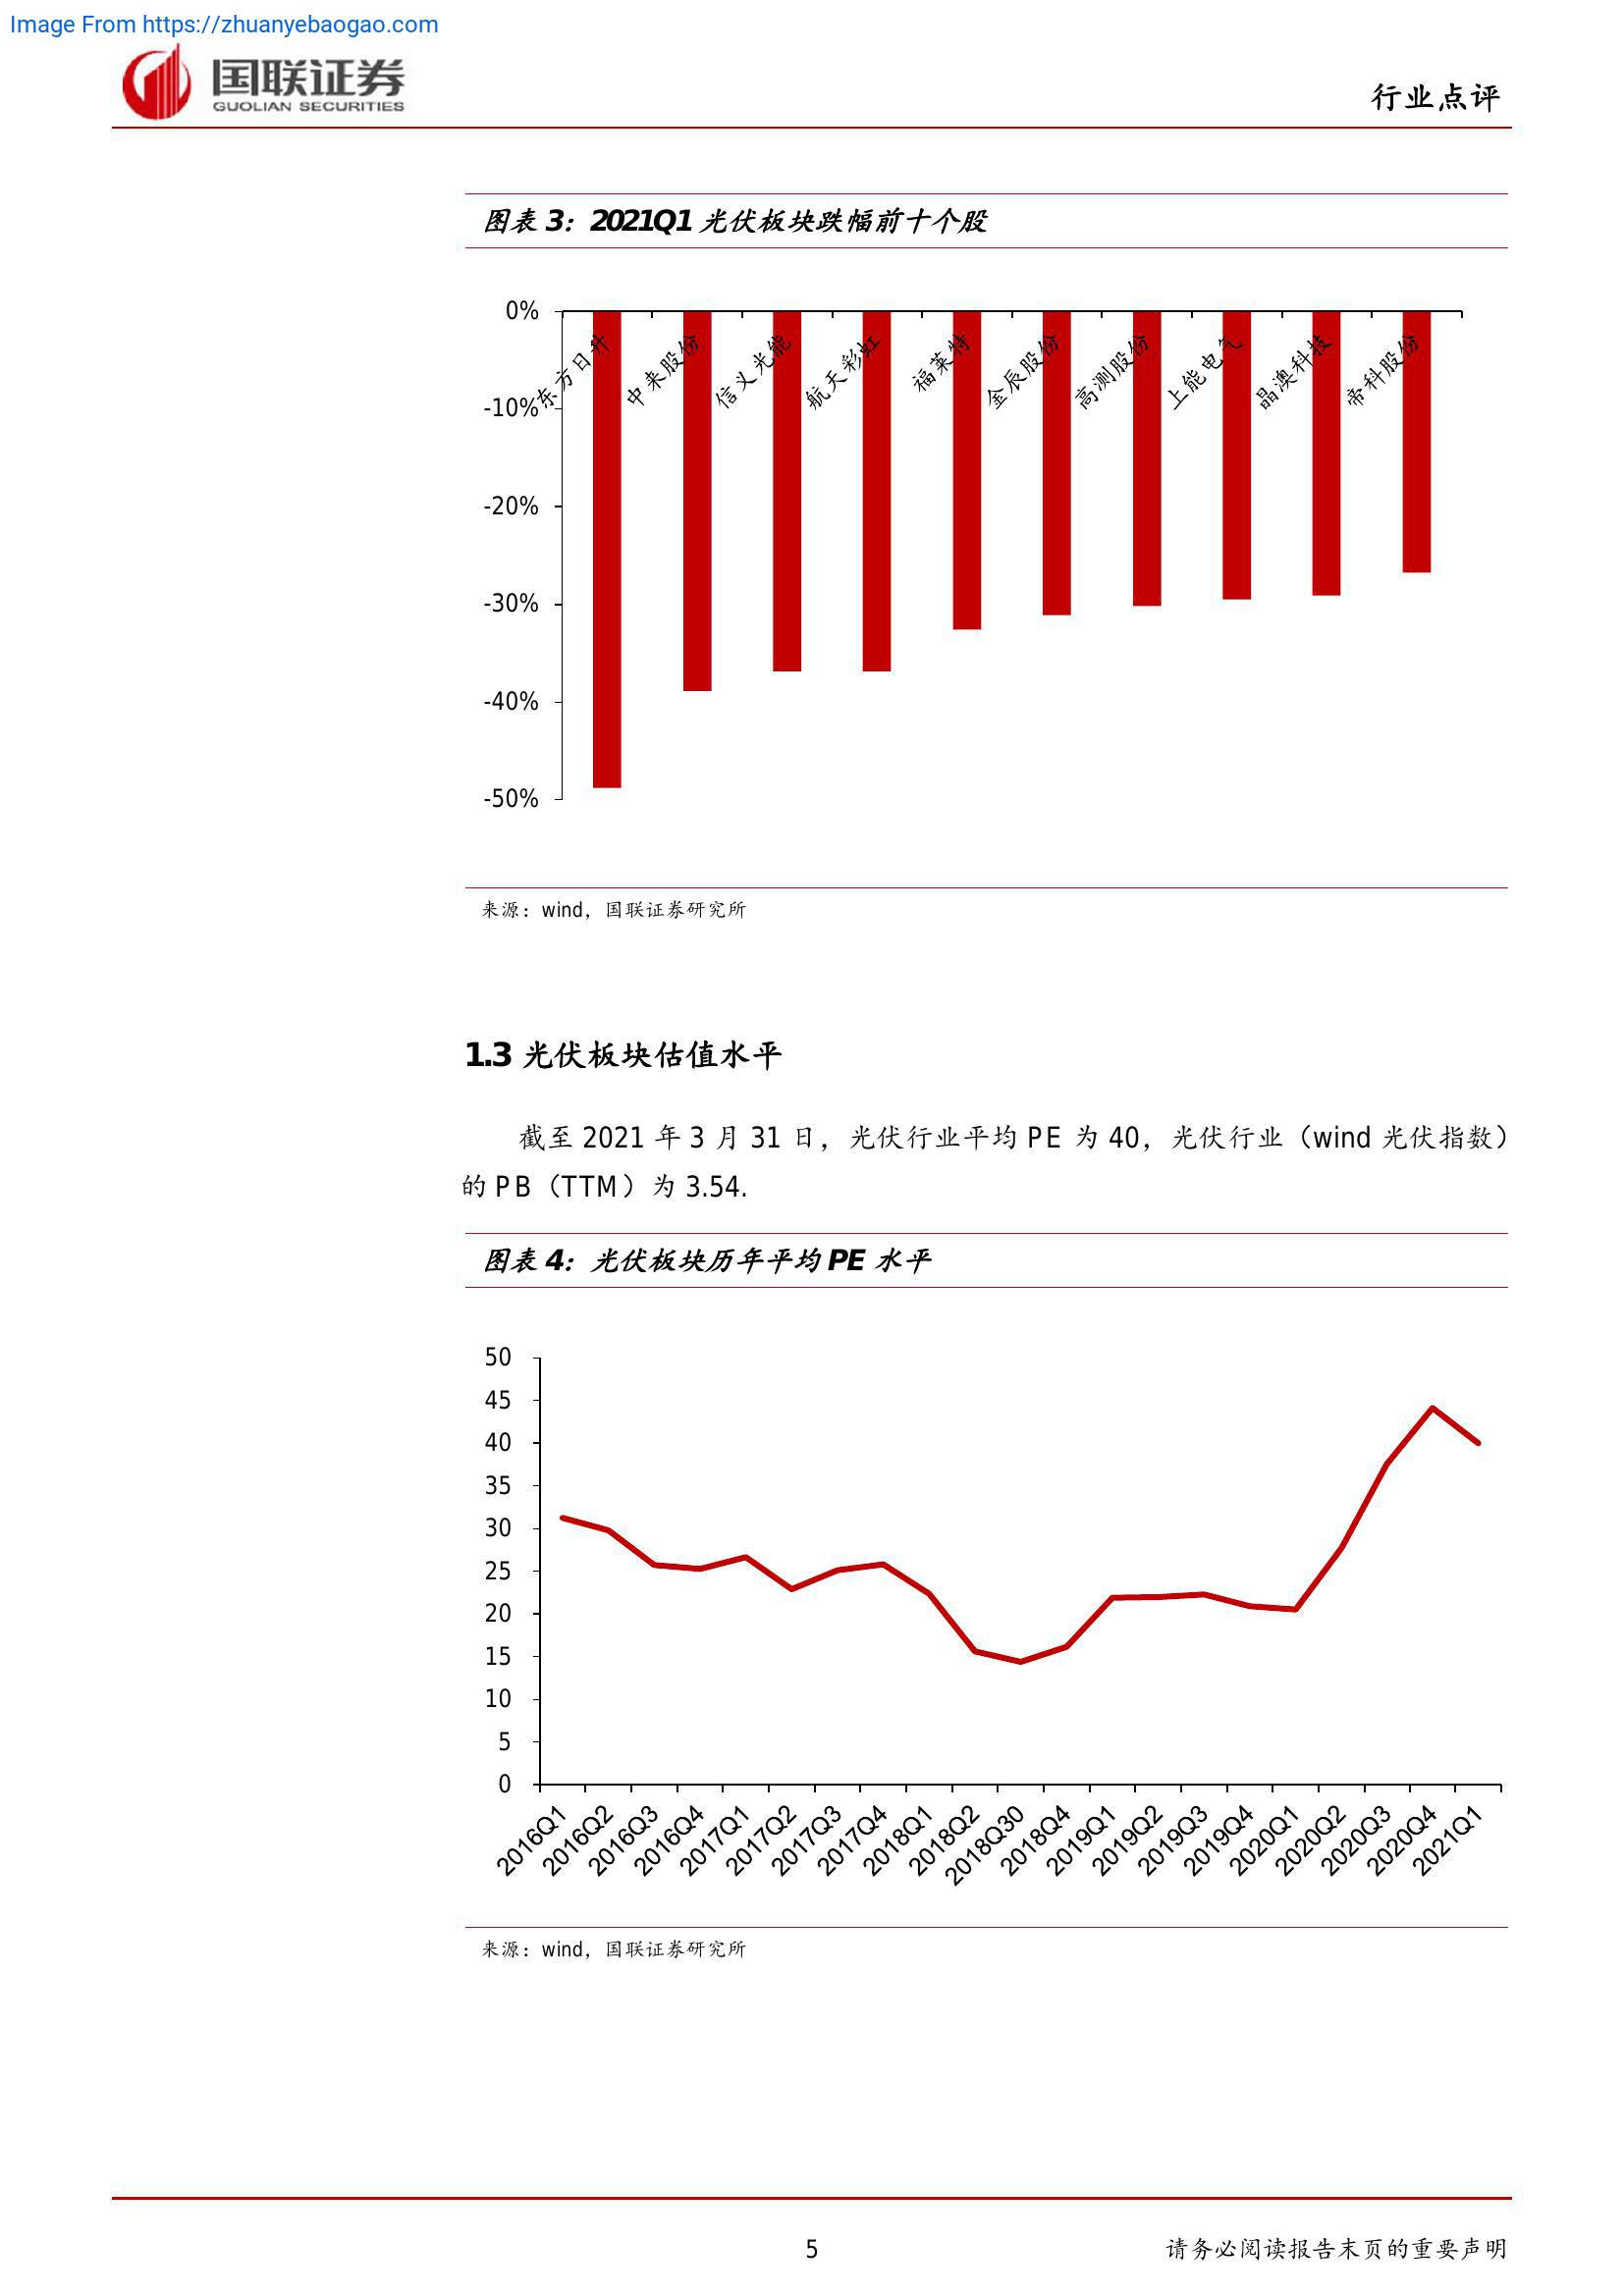 Image From https://zhuanyebaogao.com
国联证券
GUOLIAN SECURITIES
行业点评
图表 3：2021Q1 光伏板块跌幅前十个股
0%
-10%
-20%
-30%
-40%
-50%
东方日升
中来股份
信义光能
航天彩虹
福莱特
金辰股份
高测股份
上能电气
晶澳科技
帝科股份
来源：wind，国联证券研究所
1.3 光伏板块估值水平
截至 2021 年 3 月 31 日，光伏行业平均 PE 为 40，光伏行业（wind 光伏指数）
的 PB（TTM）为 3.54.
图表 4：光伏板块历年平均 PE 水平
50
45
40
35
30
25
20
15
10
5
0
2016Q1
2016Q2
2016Q3
2016Q4
2017Q1
2017Q2
2017Q3
2017Q4
2018Q1
2018Q2
2018Q30
2018Q4
2019Q1
2019Q2
2019Q3
2019Q4
2020Q1
2020Q2
2020Q3
2020Q4
2021Q1
来源：wind，国联证券研究所
5
请务必阅读报告末页的重要声明